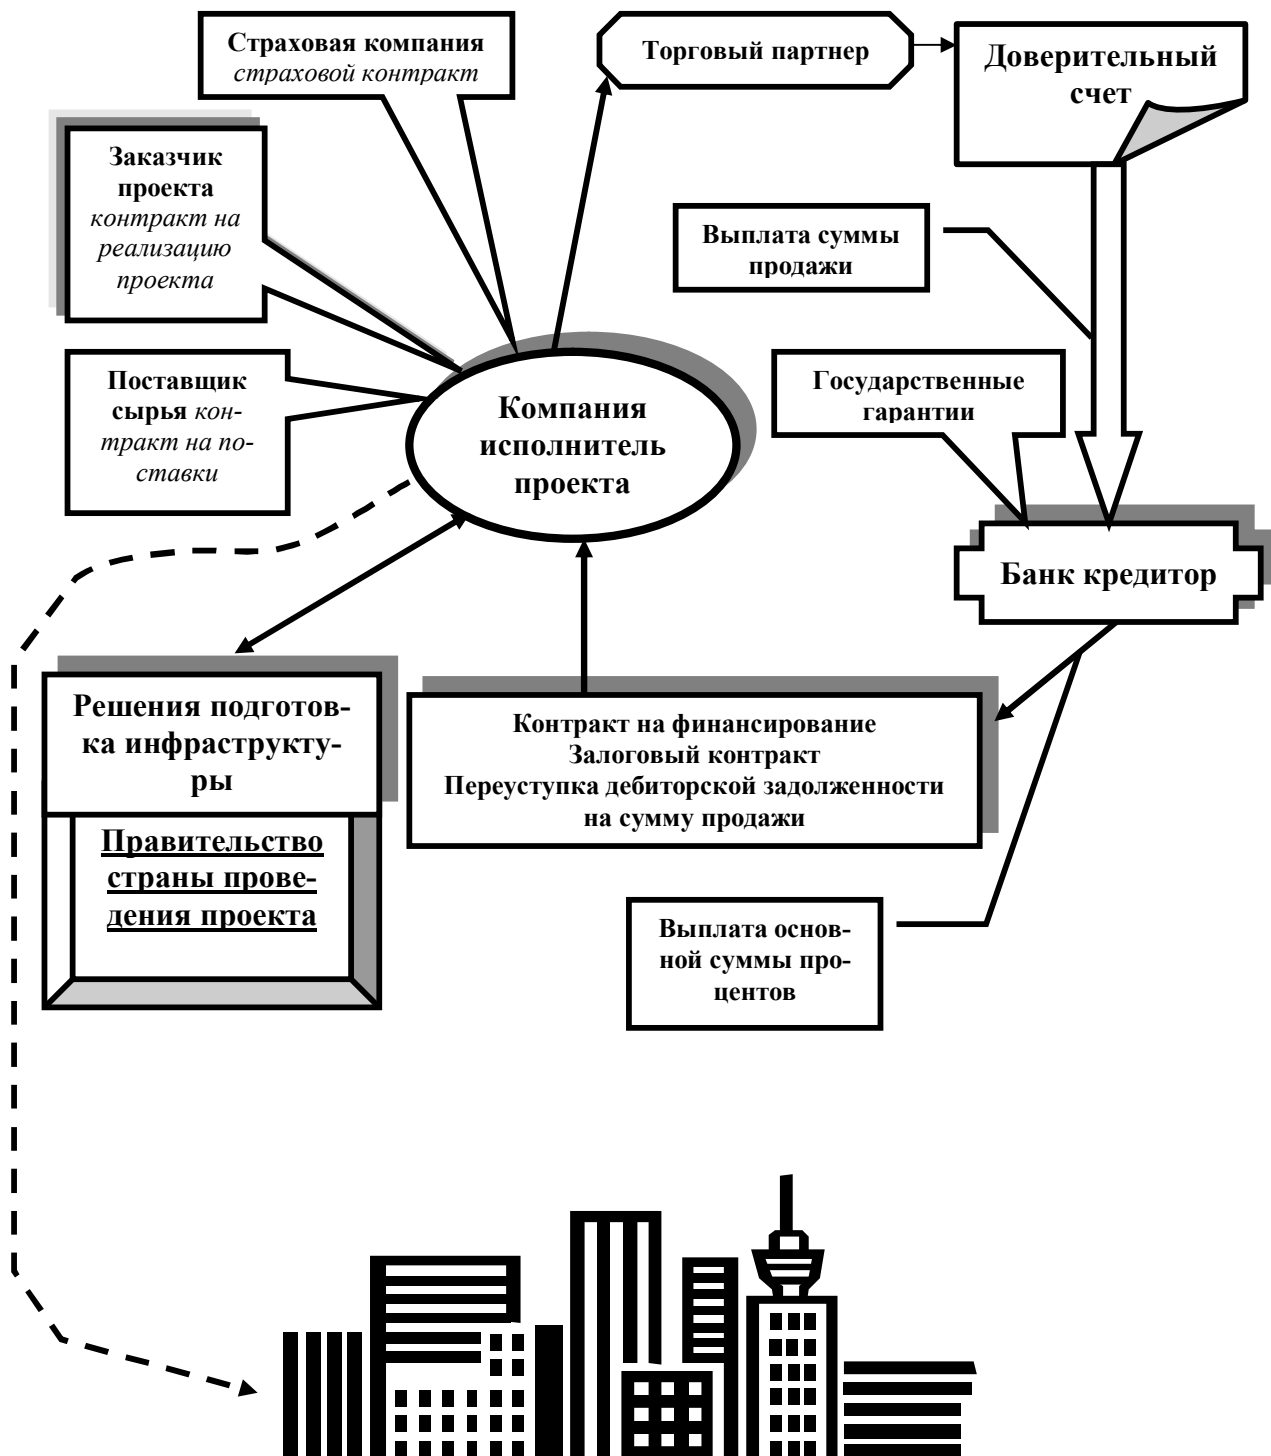 Страховая компания
страховой контракт
Торговый партнер
Доверительный
счет
Заказчик
проекта
контракт на
реализацию
проекта
Выплата суммы
продажи
Поставщик
сырья кон-
тракт на по-
ставки
Компания
исполнитель
проекта
Государственные
гарантии
Банк кредитор
Решения подготов-
ка инфраструкту-
ры
Правительство
страны прове-
дения проекта
Контракт на финансирование
Залоговый контракт
Переуступка дебиторской задолженности
на сумму продажи
Выплата основ-
ной суммы про-
центов